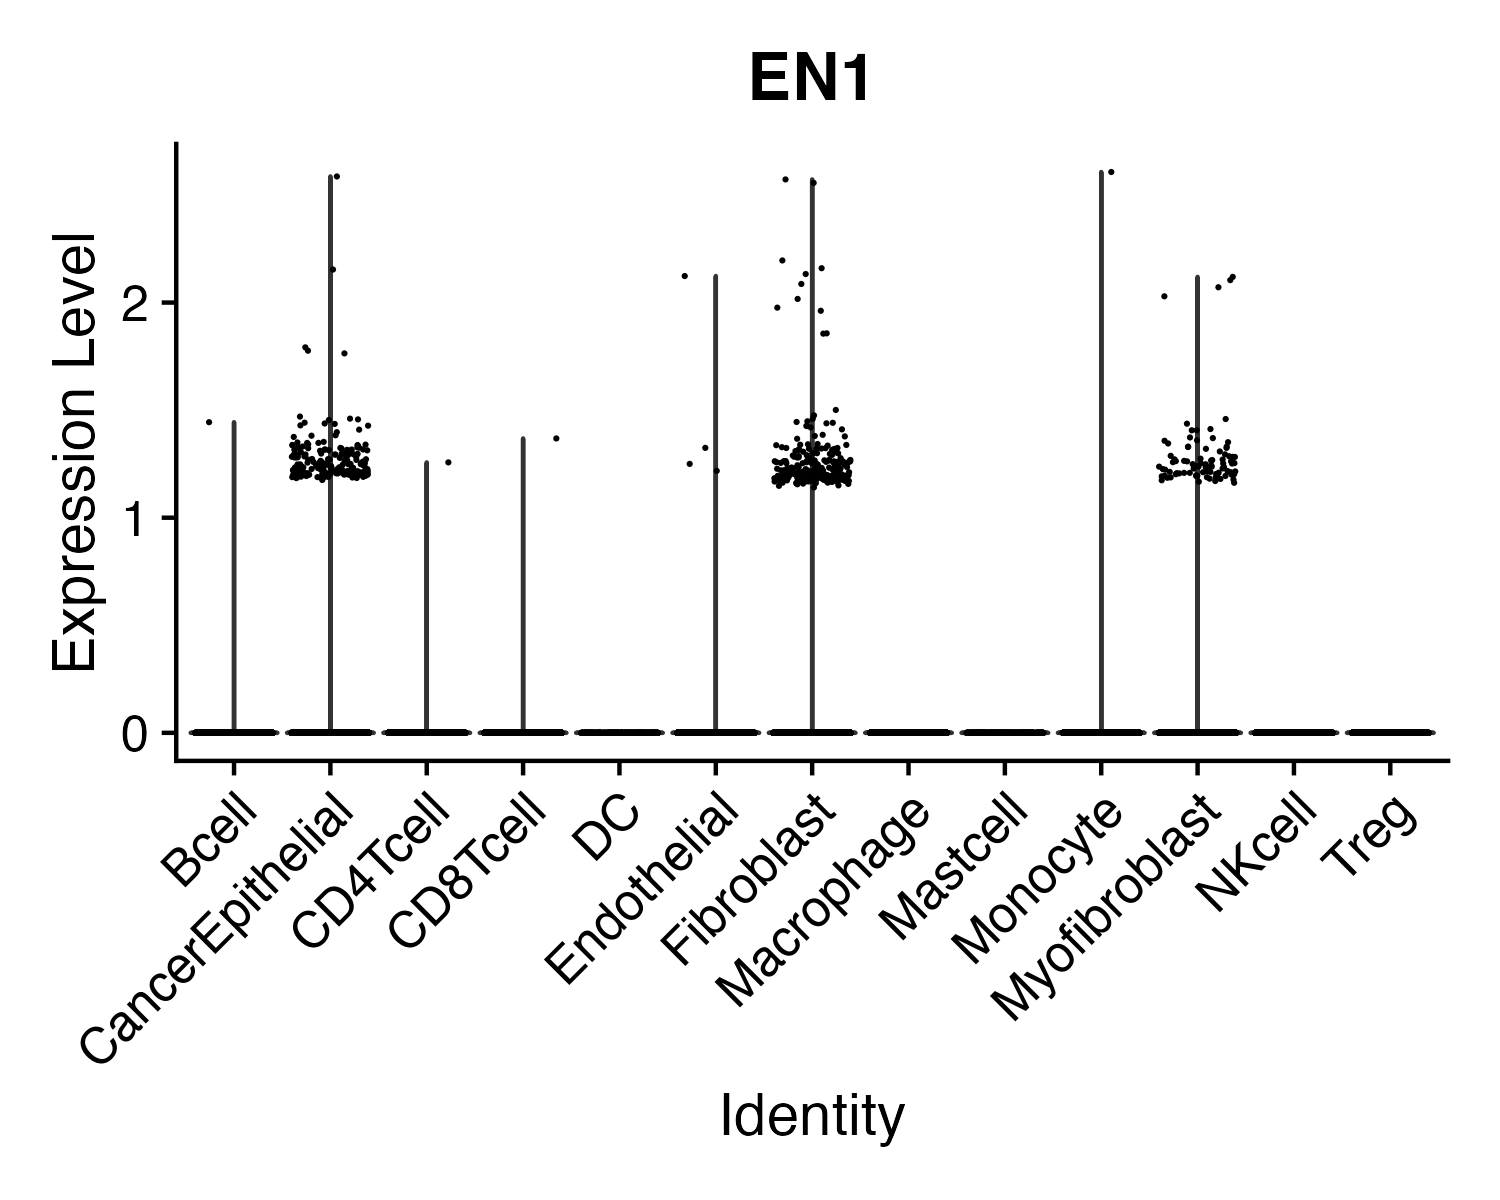 EN1
Expression Level
2
1
0
Bcell
CancerEpithelial
CD4Tcell
CD8Tcell
DC
Endothelial
Fibroblast
Macrophage
Mastcell
Monocyte
Myofibroblast
NKcell
Treg
Identity